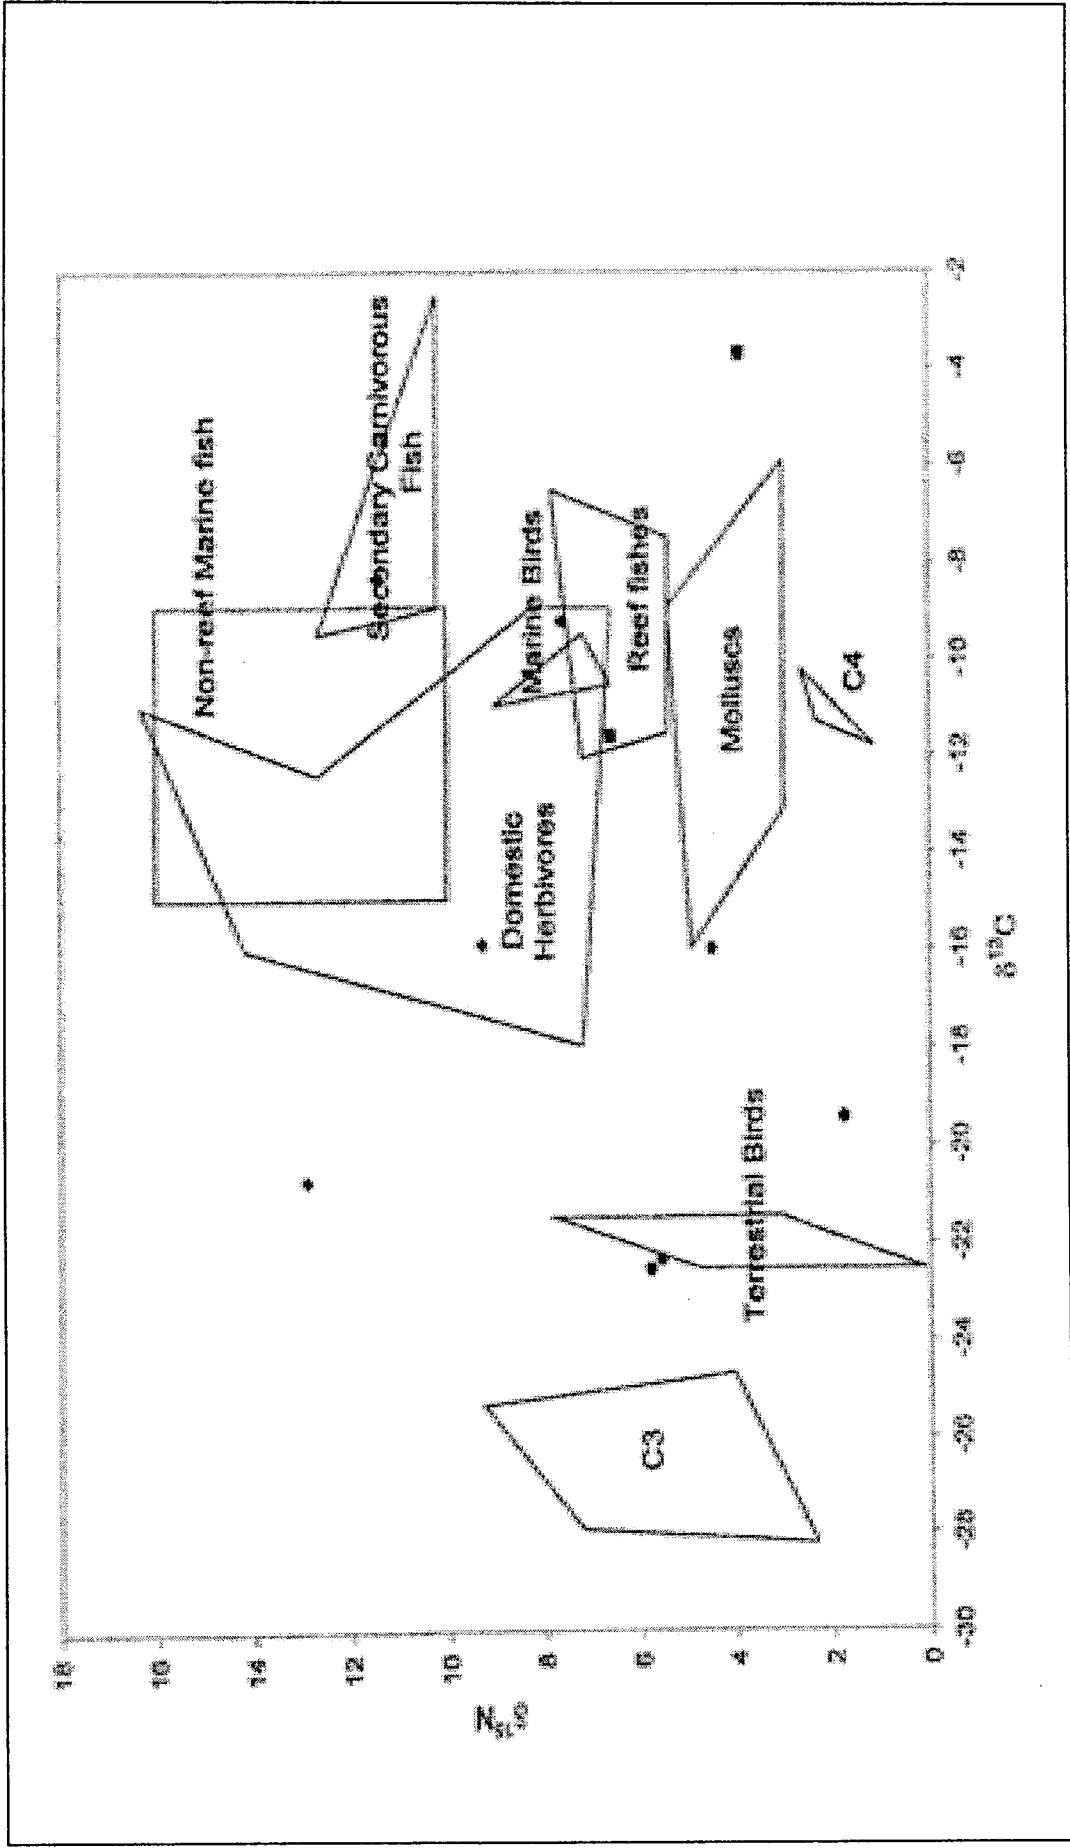 18
16
14
12
10
8
6
4
2
0
δ¹⁵N
Non-reef Marine fish
Secondary Carnivorous
Fish
Marine Birds
Domestic
Herbivores
Reef fishes
Molluscs
C4
C3
Terrestrial Birds
-30
-28
-26
-24
-22
-20
-18
-16
-14
-12
-10
-8
-6
-4
-2
δ¹³C